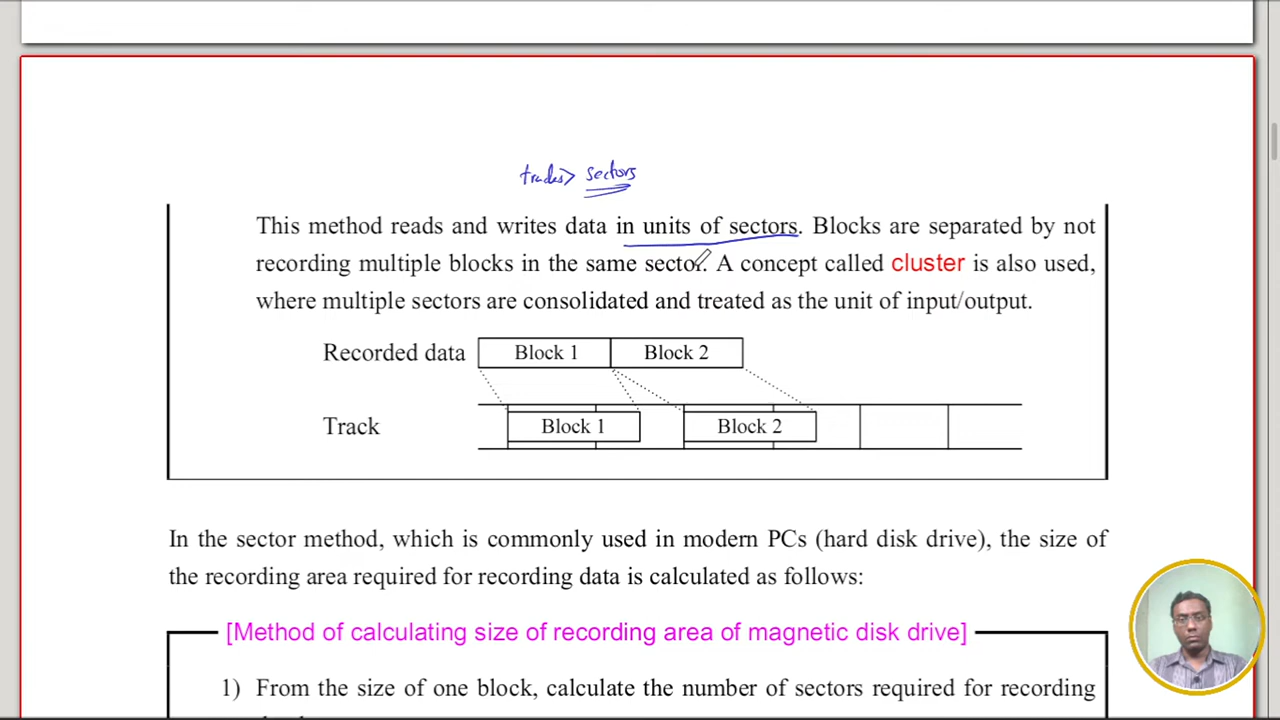 tracks> sectors
This method reads and writes data in units of sectors. Blocks are separated by not
recording multiple blocks in the same sector. A concept called cluster is also used,
where multiple sectors are consolidated and treated as the unit of input/output.
Recorded data Block 1 Block 2
Track Block 1 Block 2
In the sector method, which is commonly used in modern PCs (hard disk drive), the size of
the recording area required for recording data is calculated as follows:
[Method of calculating size of recording area of magnetic disk drive]
1) From the size of one block, calculate the number of sectors required for recording